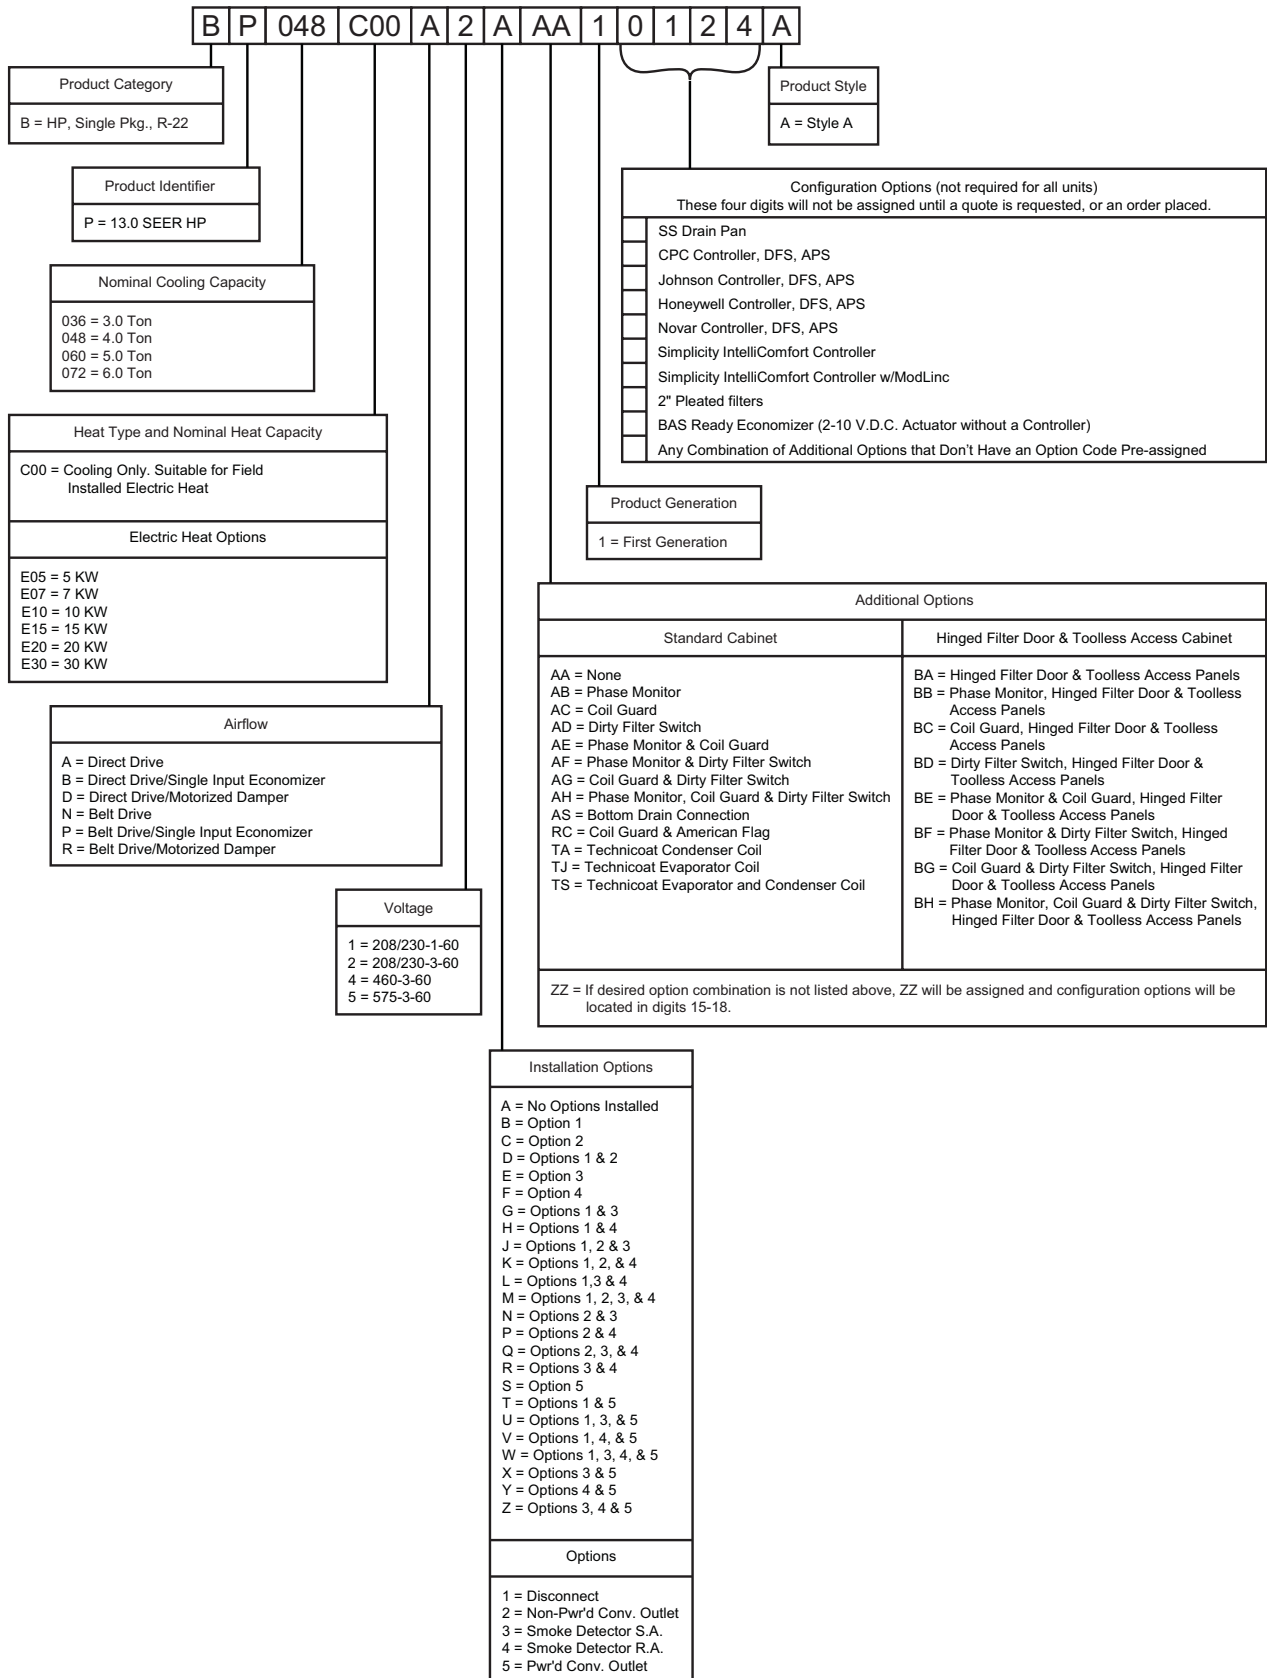 B P 048 C00 A 2 A AA 1 0 1 2 4 A
Product Category
B = HP, Single Pkg., R-22
Product Style
A = Style A
Product Identifier
P = 13.0 SEER HP
Configuration Options (not required for all units)
These four digits will not be assigned until a quote is requested, or an order placed.
SS Drain Pan
CPC Controller, DFS, APS
Johnson Controller, DFS, APS
Honeywell Controller, DFS, APS
Novar Controller, DFS, APS
Simplicity IntelliComfort Controller
Simplicity IntelliComfort Controller w/ModLinc
2" Pleated filters
BAS Ready Economizer (2-10 V.D.C. Actuator without a Controller)
Any Combination of Additional Options that Don't Have an Option Code Pre-assigned
Nominal Cooling Capacity
036 = 3.0 Ton
048 = 4.0 Ton
060 = 5.0 Ton
072 = 6.0 Ton
Heat Type and Nominal Heat Capacity
C00 = Cooling Only. Suitable for Field
Installed Electric Heat
Electric Heat Options
E05 = 5 KW
E07 = 7 KW
E10 = 10 KW
E15 = 15 KW
E20 = 20 KW
E30 = 30 KW
Product Generation
1 = First Generation
Additional Options
Standard Cabinet
AA = None
AB = Phase Monitor
AC = Coil Guard
AD = Dirty Filter Switch
AE = Phase Monitor & Coil Guard
AF = Phase Monitor & Dirty Filter Switch
AG = Coil Guard & Dirty Filter Switch
AH = Phase Monitor, Coil Guard & Dirty Filter Switch
AS = Bottom Drain Connection
RC = Coil Guard & American Flag
TA = Technicoat Condenser Coil
TJ = Technicoat Evaporator Coil
TS = Technicoat Evaporator and Condenser Coil
Hinged Filter Door & Toolless Access Cabinet
BA = Hinged Filter Door & Toolless Access Panels
BB = Phase Monitor, Hinged Filter Door & Toolless
Access Panels
BC = Coil Guard, Hinged Filter Door & Toolless
Access Panels
BD = Dirty Filter Switch, Hinged Filter Door &
Toolless Access Panels
BE = Phase Monitor & Coil Guard, Hinged Filter
Door & Toolless Access Panels
BF = Phase Monitor & Dirty Filter Switch, Hinged
Filter Door & Toolless Access Panels
BG = Coil Guard & Dirty Filter Switch, Hinged Filter
Door & Toolless Access Panels
BH = Phase Monitor, Coil Guard & Dirty Filter Switch,
Hinged Filter Door & Toolless Access Panels
ZZ = If desired option combination is not listed above, ZZ will be assigned and configuration options will be
located in digits 15-18.
Airflow
A = Direct Drive
B = Direct Drive/Single Input Economizer
D = Direct Drive/Motorized Damper
N = Belt Drive
P = Belt Drive/Single Input Economizer
R = Belt Drive/Motorized Damper
Voltage
1 = 208/230-1-60
2 = 208/230-3-60
4 = 460-3-60
5 = 575-3-60
Installation Options
A = No Options Installed
B = Option 1
C = Option 2
D = Options 1 & 2
E = Option 3
F = Option 4
G = Options 1 & 3
H = Options 1 & 4
J = Options 1, 2 & 3
K = Options 1, 2, & 4
L = Options 1,3 & 4
M = Options 1, 2, 3, & 4
N = Options 2 & 3
P = Options 2 & 4
Q = Options 2, 3, & 4
R = Options 3 & 4
S = Option 5
T = Options 1 & 5
U = Options 1, 3, & 5
V = Options 1, 4, & 5
W = Options 1, 3, 4, & 5
X = Options 3 & 5
Y = Options 4 & 5
Z = Options 3, 4 & 5
Options
1 = Disconnect
2 = Non-Pwr'd Conv. Outlet
3 = Smoke Detector S.A.
4 = Smoke Detector R.A.
5 = Pwr'd Conv. Outlet